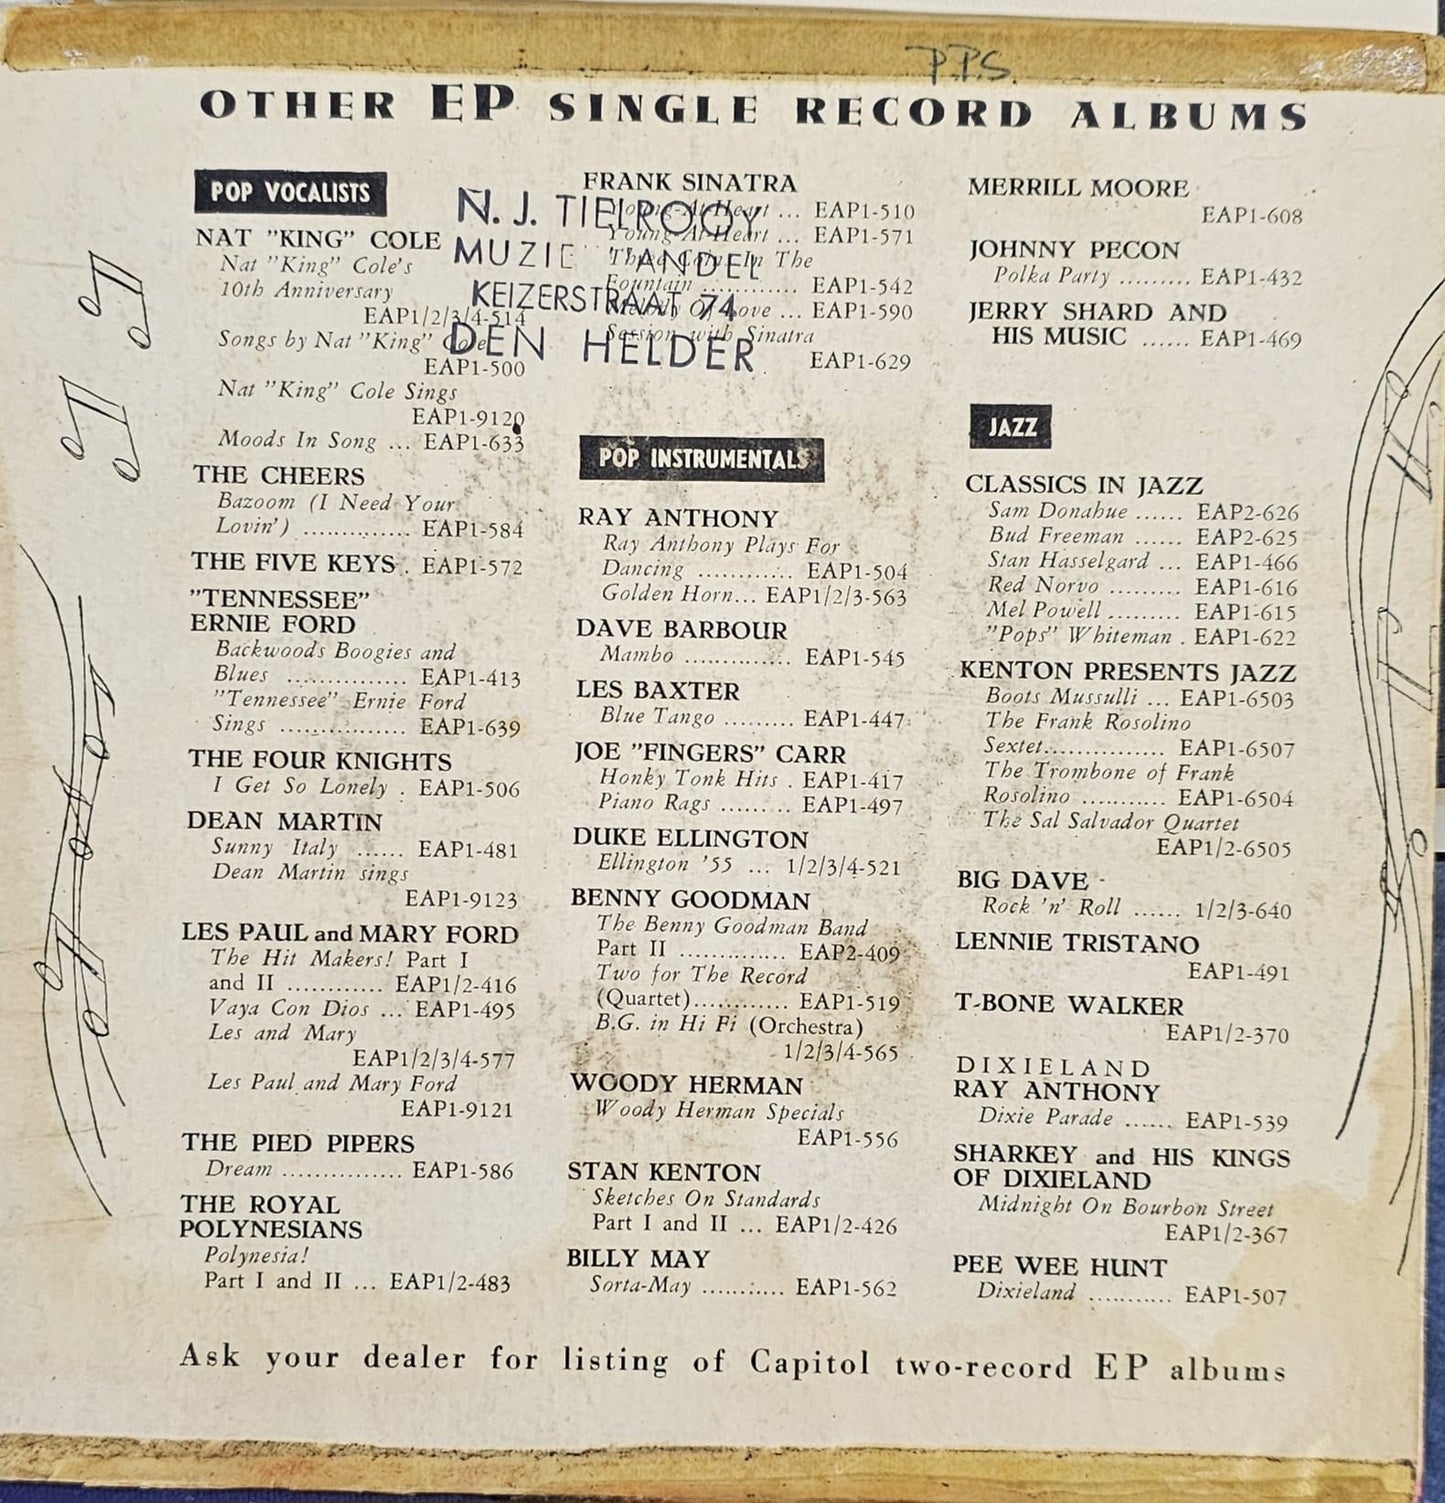 P.P.S.
OTHER EP SINGLE RECORD ALBUMS
POP VOCALISTS
NAT "KING" COLE
Nat "King" Cole's
10th Anniversary
EAP1/2/3/4-514
Songs by Nat "King" Cole
EAP1-500
Nat "King" Cole Sings
EAP1-9120
Moods In Song ... EAP1-633
THE CHEERS
Bazoom (I Need Your
Lovin') .............. EAP1-584
THE FIVE KEYS . EAP1-572
"TENNESSEE"
ERNIE FORD
Backwoods Boogies and
Blues .............. EAP1-413
"Tennessee" Ernie Ford
Sings ................ EAP1-639
THE FOUR KNIGHTS
I Get So Lonely . EAP1-506
DEAN MARTIN
Sunny Italy ...... EAP1-481
Dean Martin sings
EAP1-9123
LES PAUL and MARY FORD
The Hit Makers! Part I
and II ............ EAP1/2-416
Vaya Con Dios ... EAP1-495
Les and Mary
EAP1/2/3/4-577
Les Paul and Mary Ford
EAP1-9121
THE PIED PIPERS
Dream ............... EAP1-586
THE ROYAL
POLYNESIANS
Polynesia!
Part I and II ... EAP1/2-483
N. J. TIELROOY
MUZIE ANDEL
KEIZERSTRAAT 74
DEN HELDER
FRANK SINATRA
Young-At-Heart ... EAP1-510
Young-At-Heart ... EAP1-571
Three Coins In The
Fountain ............ EAP1-542
Melody Of Love ... EAP1-590
Session with Sinatra
EAP1-629
POP INSTRUMENTALS
RAY ANTHONY
Ray Anthony Plays For
Dancing ............ EAP1-504
Golden Horn... EAP1/2/3-563
DAVE BARBOUR
Mambo .............. EAP1-545
LES BAXTER
Blue Tango ......... EAP1-447
JOE "FINGERS" CARR
Honky Tonk Hits . EAP1-417
Piano Rags ......... EAP1-497
DUKE ELLINGTON
Ellington '55 ... 1/2/3/4-521
BENNY GOODMAN
The Benny Goodman Band
Part II .............. EAP2-409
Two for The Record
(Quartet)............ EAP1-519
B.G. in Hi Fi (Orchestra)
1/2/3/4-565
WOODY HERMAN
Woody Herman Specials
EAP1-556
STAN KENTON
Sketches On Standards
Part I and II ... EAP1/2-426
BILLY MAY
Sorta-May ........... EAP1-562
MERRILL MOORE
EAP1-608
JOHNNY PECON
Polka Party ......... EAP1-432
JERRY SHARD AND
HIS MUSIC ...... EAP1-469
JAZZ
CLASSICS IN JAZZ
Sam Donahue ...... EAP2-626
Bud Freeman ...... EAP2-625
Stan Hasselgard ... EAP1-466
Red Norvo ......... EAP1-616
Mel Powell ......... EAP1-615
"Pops" Whiteman . EAP1-622
KENTON PRESENTS JAZZ
Boots Mussulli ... EAP1-6503
The Frank Rosolino
Sextet............... EAP1-6507
The Trombone of Frank
Rosolino ........... EAP1-6504
The Sal Salvador Quartet
EAP1/2-6505
BIG DAVE
Rock 'n' Roll ...... 1/2/3-640
LENNIE TRISTANO
EAP1-491
T-BONE WALKER
EAP1/2-370
DIXIELAND
RAY ANTHONY
Dixie Parade ...... EAP1-539
SHARKEY and HIS KINGS
OF DIXIELAND
Midnight On Bourbon Street
EAP1/2-367
PEE WEE HUNT
Dixieland ........... EAP1-507
Ask your dealer for listing of Capitol two-record EP albums